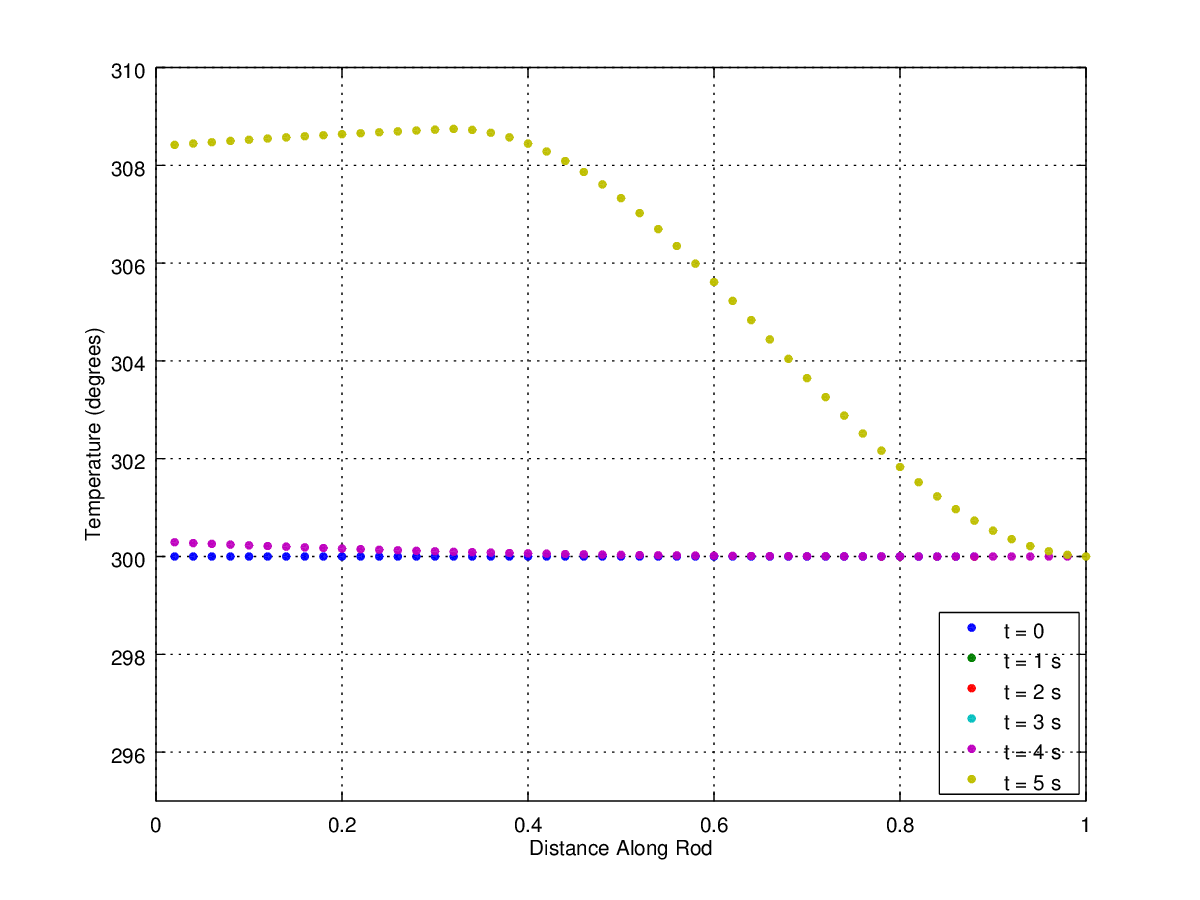 310
308
306
304
302
300
298
296
Temperature (degrees)
t = 0
t = 1 s
t = 2 s
t = 3 s
t = 4 s
t = 5 s
0 0.2 0.4 0.6 0.8 1
Distance Along Rod